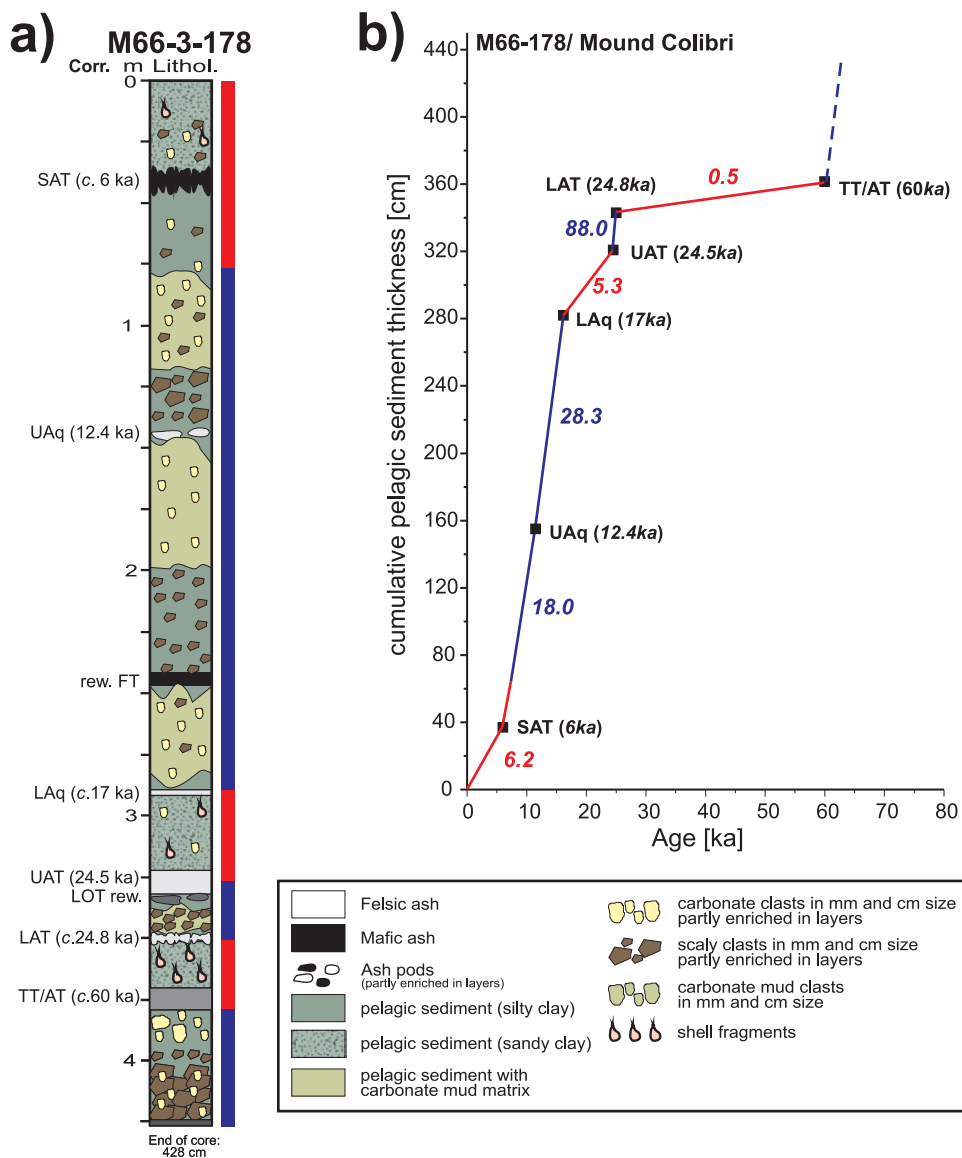 a)
M66-3-178
Corr. m Lithol.
0
SAT (c. 6 ka)
1
UAq (12.4 ka)
2
rew. FT
LAq (c.17 ka)
3
UAT (24.5 ka)
LOT rew.
LAT (c.24.8 ka)
TT/AT (c.60 ka)
4
End of core:
428 cm
b)
M66-178/ Mound Colibri
cumulative pelagic sediment thickness [cm]
440
400
360
320
280
240
200
160
120
80
40
0
0 10 20 30 40 50 60 70 80
Age [ka]
LAT (24.8ka)
0.5
TT/AT (60ka)
88.0
UAT (24.5ka)
5.3
LAq (17ka)
28.3
UAq (12.4ka)
18.0
SAT (6ka)
6.2
Felsic ash
Mafic ash
Ash pods
(partly enriched in layers)
pelagic sediment (silty clay)
pelagic sediment (sandy clay)
pelagic sediment with
carbonate mud matrix
carbonate clasts in mm and cm size
partly enriched in layers
scaly clasts in mm and cm size
partly enriched in layers
carbonate mud clasts
in mm and cm size
shell fragments